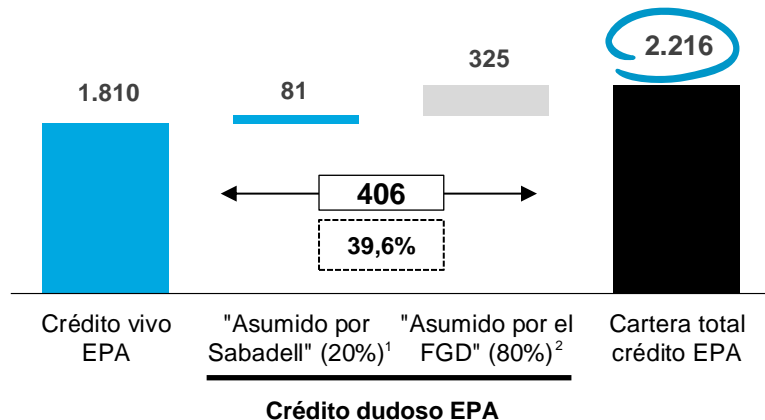 2.216
325
1.810
81
406
39,6%
Crédito vivo
EPA
"Asumido por
Sabadell" (20%)1
"Asumido por el
FGD" (80%)2
Cartera total
crédito EPA
Crédito dudoso EPA